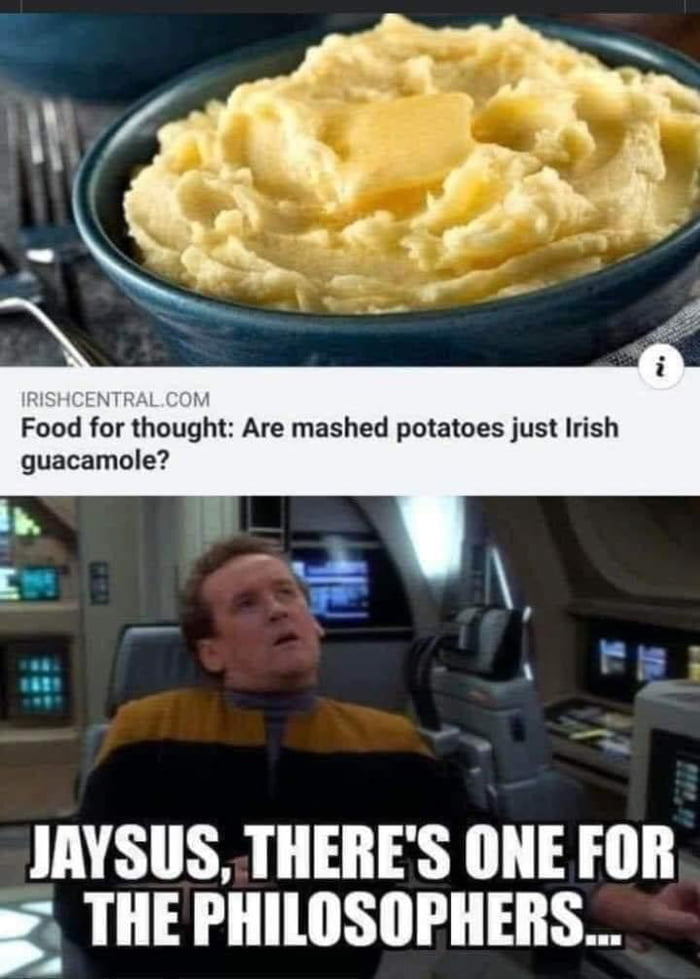 i
IRISHCENTRAL.COM
Food for thought: Are mashed potatoes just Irish
guacamole?
JAYSUS, THERE'S ONE FOR
THE PHILOSOPHERS...